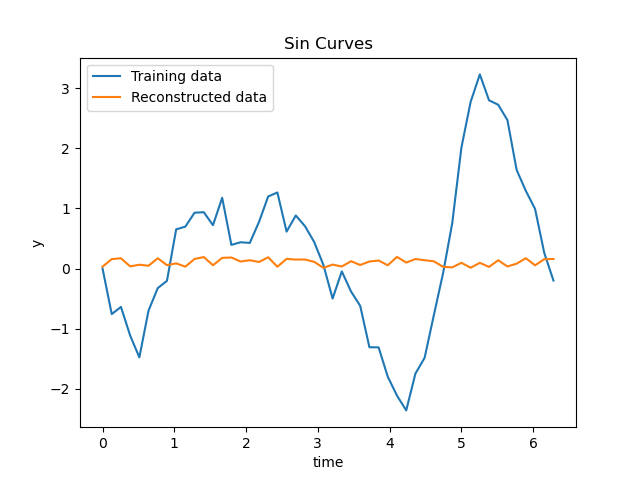 Sin Curves
Training data
Reconstructed data
3
2
1
0
−1
−2
y
0 1 2 3 4 5 6
time